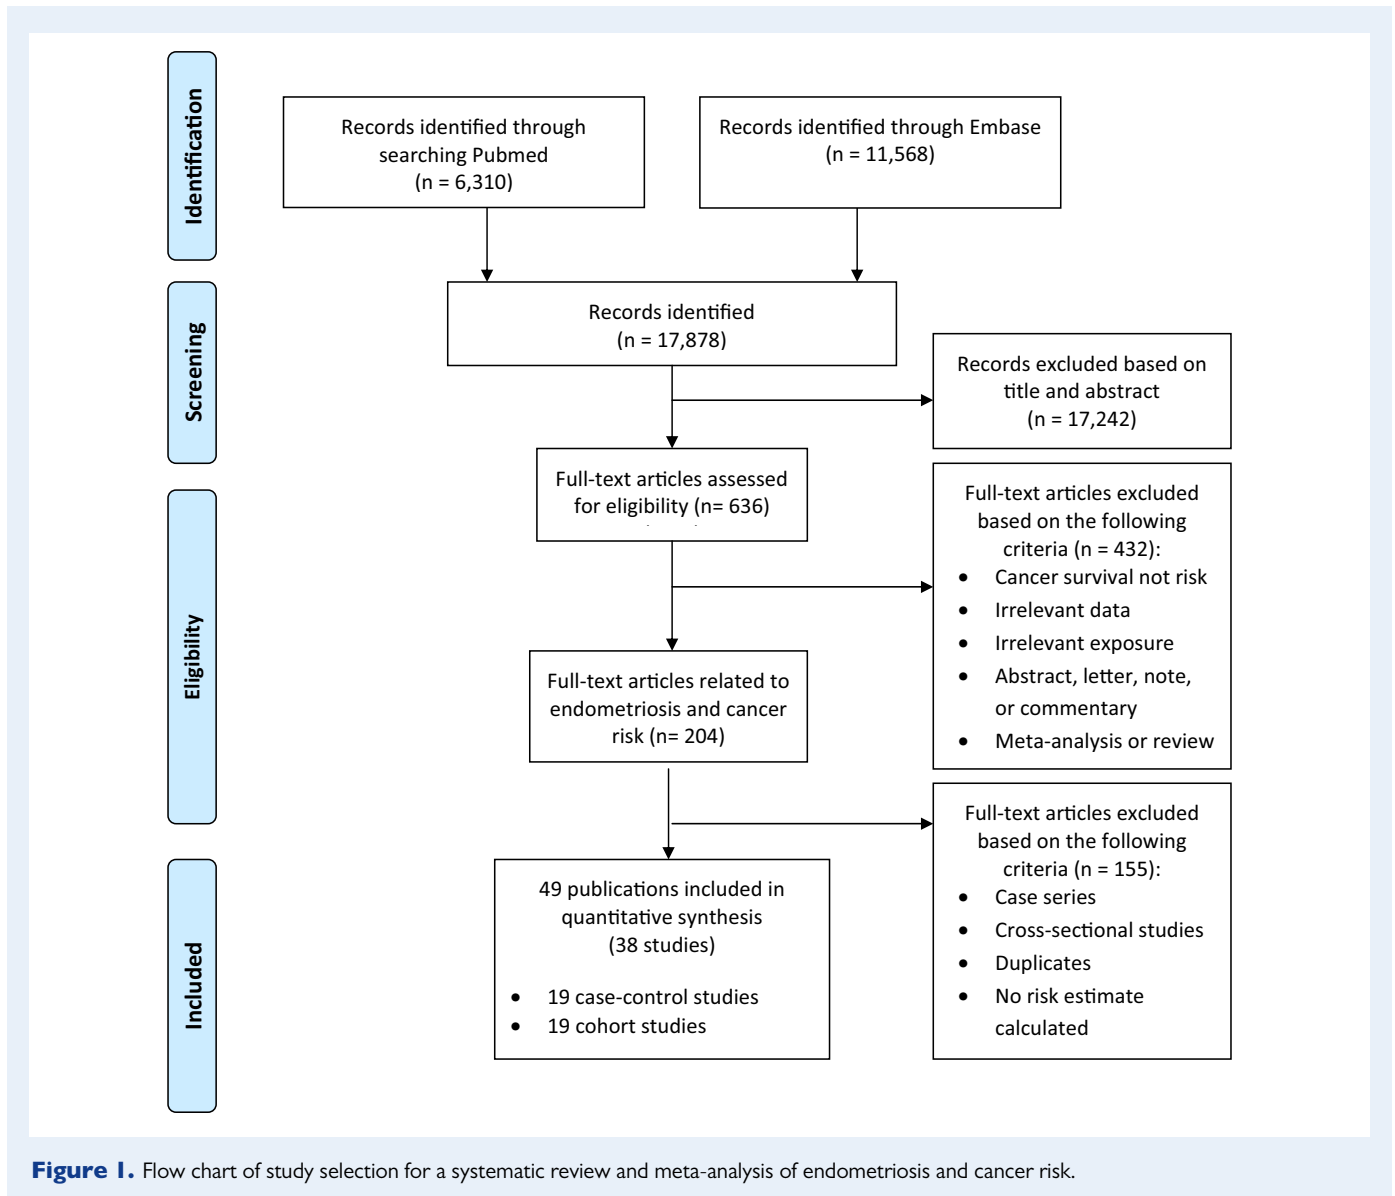 Identification
Records identified through
searching Pubmed
(n = 6,310)
Records identified through Embase
(n = 11,568)
Screening
Records identified
(n = 17,878)
Records excluded based on
title and abstract
(n = 17,242)
Eligibility
Full-text articles assessed
for eligibility (n= 636)
Full-text articles excluded
based on the following
criteria (n = 432):
• Cancer survival not risk
• Irrelevant data
• Irrelevant exposure
• Abstract, letter, note,
or commentary
• Meta-analysis or review
Full-text articles related to
endometriosis and cancer
risk (n= 204)
Full-text articles excluded
based on the following
criteria (n = 155):
• Case series
• Cross-sectional studies
• Duplicates
• No risk estimate
calculated
Included
49 publications included in
quantitative synthesis
(38 studies)
• 19 case-control studies
• 19 cohort studies
Figure 1. Flow chart of study selection for a systematic review and meta-analysis of endometriosis and cancer risk.